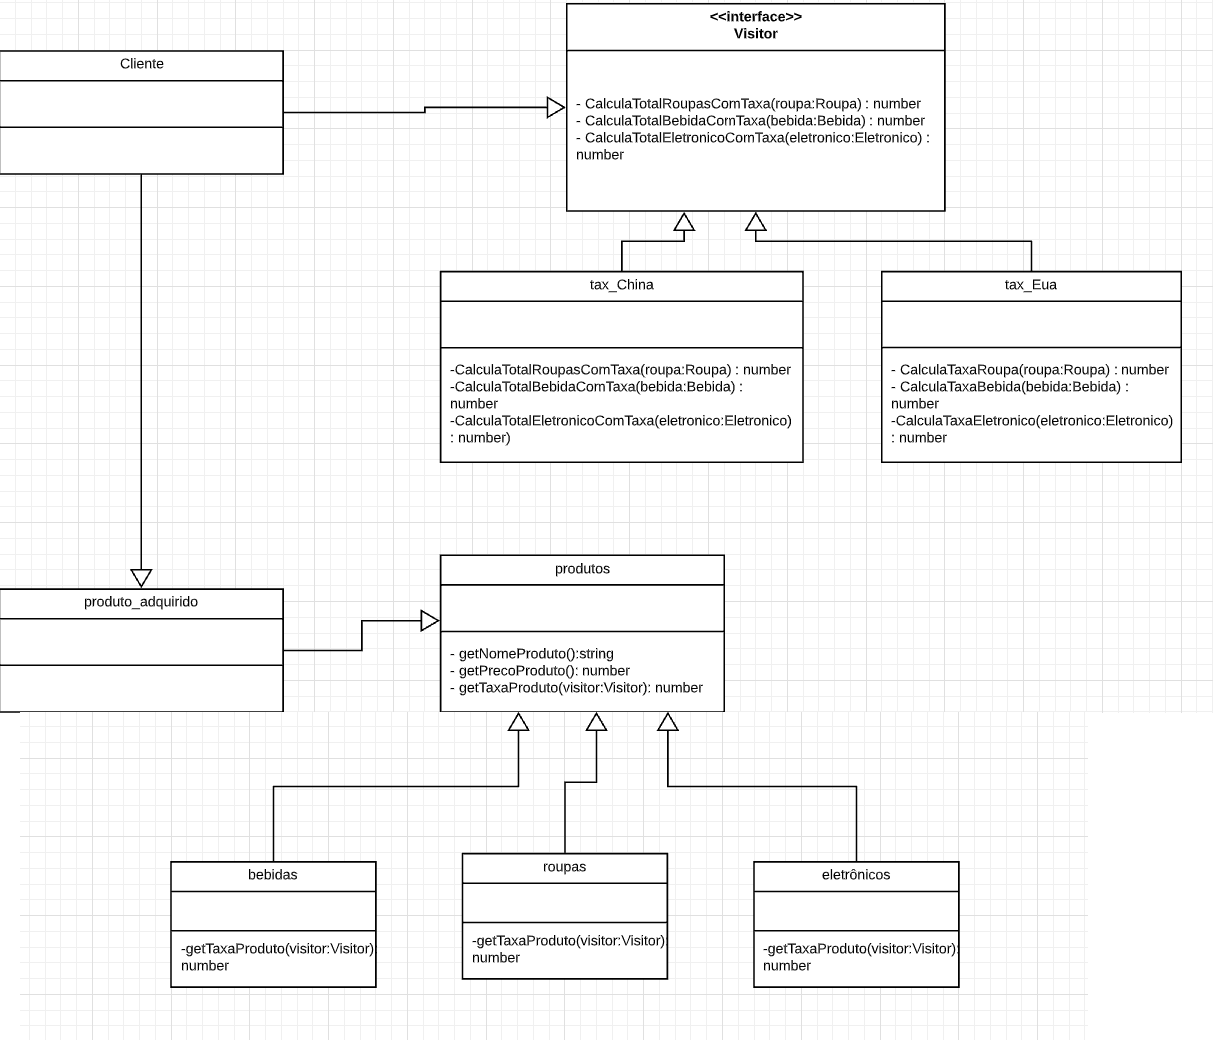 <<interface>>
Visitor
- CalculaTotalRoupasComTaxa(roupa:Roupa) : number
- CalculaTotalBebidaComTaxa(bebida:Bebida) : number
- CalculaTotalEletronicoComTaxa(eletronico:Eletronico) :
number
Cliente
tax_China
-CalculaTotalRoupasComTaxa(roupa:Roupa) : number
-CalculaTotalBebidaComTaxa(bebida:Bebida) :
number
-CalculaTotalEletronicoComTaxa(eletronico:Eletronico)
: number)
tax_Eua
- CalculaTaxaRoupa(roupa:Roupa) : number
- CalculaTaxaBebida(bebida:Bebida) :
number
-CalculaTaxaEletronico(eletronico:Eletronico)
: number
produto_adquirido
produtos
- getNomeProduto():string
- getPrecoProduto(): number
- getTaxaProduto(visitor:Visitor): number
bebidas
-getTaxaProduto(visitor:Visitor)
number
roupas
-getTaxaProduto(visitor:Visitor)
number
eletrônicos
-getTaxaProduto(visitor:Visitor):
number